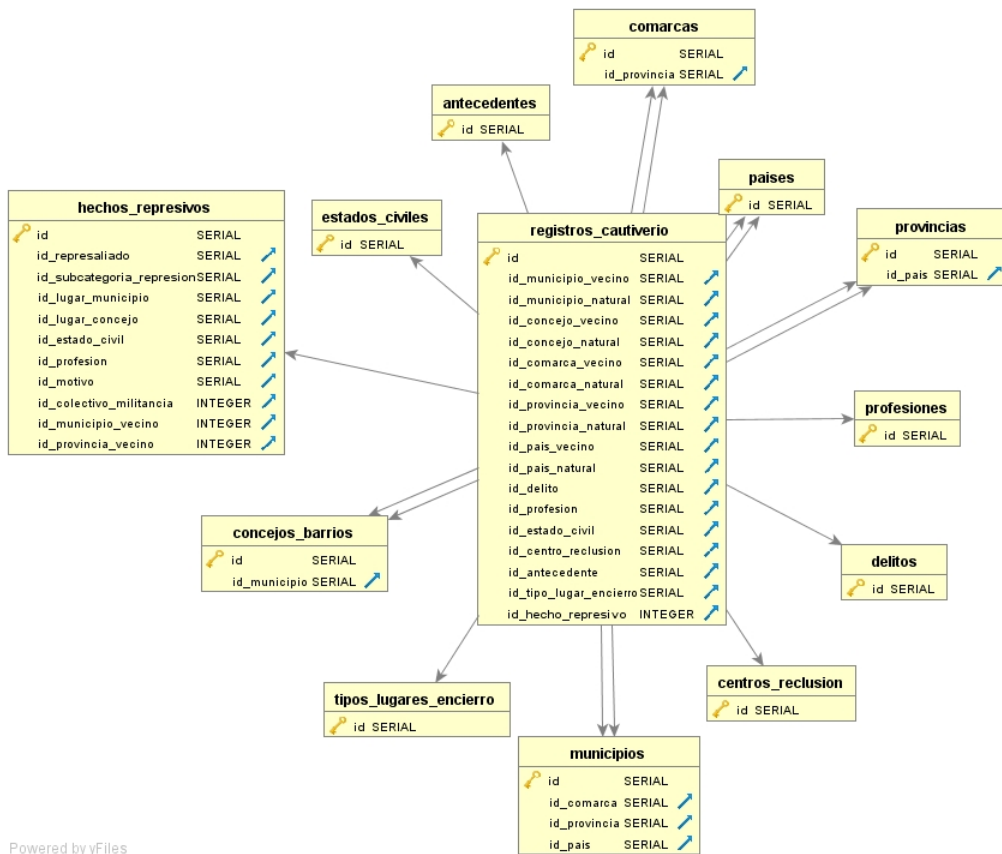 comarcas
id SERIAL
id_provincia SERIAL
antecedentes
id SERIAL
paises
id SERIAL
hechos_represivos
id SERIAL
id_represaliado SERIAL
id_subcategoria_represion SERIAL
id_lugar_municipio SERIAL
id_lugar_concejo SERIAL
id_estado_civil SERIAL
id_profesion SERIAL
id_motivo SERIAL
id_colectivo_militancia INTEGER
id_municipio_vecino INTEGER
id_provincia_vecino INTEGER
estados_civiles
id SERIAL
registros_cautiverio
id SERIAL
id_municipio_vecino SERIAL
id_municipio_natural SERIAL
id_concejo_vecino SERIAL
id_concejo_natural SERIAL
id_comarca_vecino SERIAL
id_comarca_natural SERIAL
id_provincia_vecino SERIAL
id_provincia_natural SERIAL
id_pais_vecino SERIAL
id_pais_natural SERIAL
id_delito SERIAL
id_profesion SERIAL
id_estado_civil SERIAL
id_centro_reclusion SERIAL
id_antecedente SERIAL
id_tipo_lugar_encierro SERIAL
id_hecho_represivo INTEGER
provincias
id SERIAL
id_pais SERIAL
profesiones
id SERIAL
concejos_barrios
id SERIAL
id_municipio SERIAL
delitos
id SERIAL
tipos_lugares_encierro
id SERIAL
centros_reclusion
id SERIAL
municipios
id SERIAL
id_comarca SERIAL
id_provincia SERIAL
id_pais SERIAL
Powered by yFiles